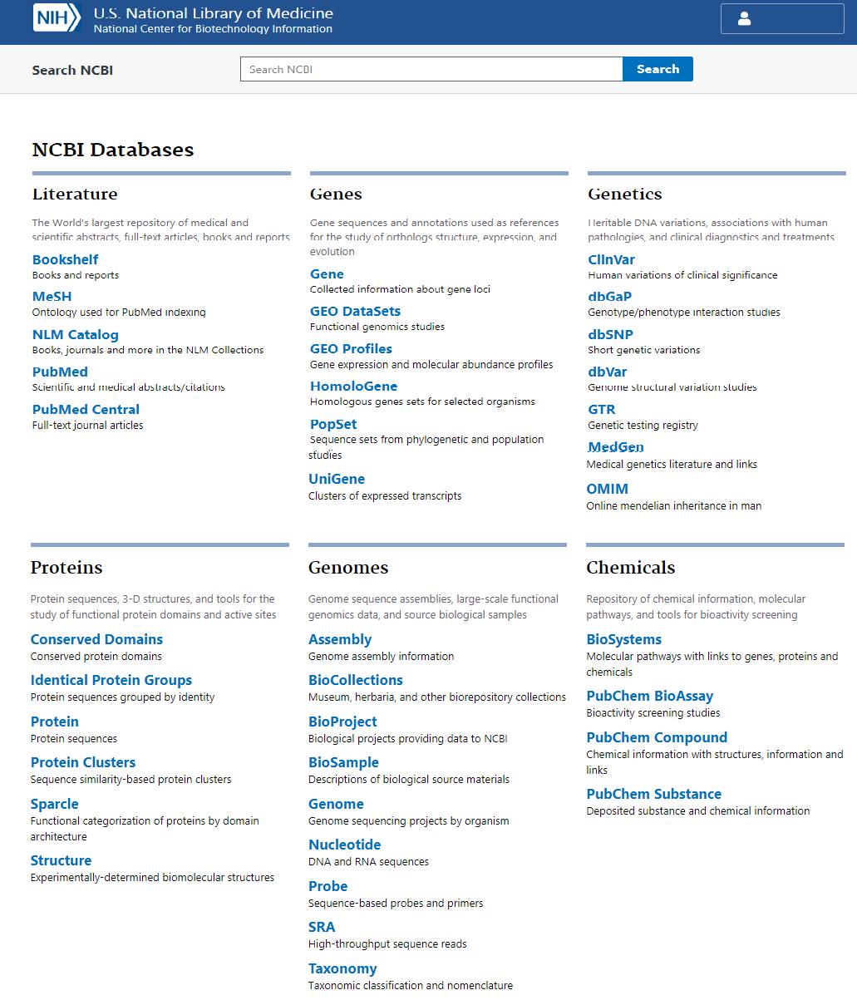 NIH
U.S. National Library of Medicine
National Center for Biotechnology Information
Search NCBI
Search NCBI
Search
NCBI Databases
Literature
The World's largest repository of medical and
scientific abstracts, full-text articles, books and reports
Bookshelf
Books and reports
MeSH
Ontology used for PubMed indexing
NLM Catalog
Books, journals and more in the NLM Collections
PubMed
Scientific and medical abstracts/citations
PubMed Central
Full-text journal articles
Genes
Gene sequences and annotations used as references
for the study of orthologs structure, expression, and
evolution
Gene
Collected information about gene loci
GEO DataSets
Functional genomics studies
GEO Profiles
Gene expression and molecular abundance profiles
HomoloGene
Homologous genes sets for selected organisms
PopSet
Sequence sets from phylogenetic and population
studies
UniGene
Clusters of expressed transcripts
Genetics
Heritable DNA variations, associations with human
pathologies, and clinical diagnostics and treatments
ClinVar
Human variations of clinical significance
dbGaP
Genotype/phenotype interaction studies
dbSNP
Short genetic variations
dbVar
Genome structural variation studies
GTR
Genetic testing registry
MedGen
Medical genetics literature and links
OMIM
Online mendelian inheritance in man
Proteins
Protein sequences, 3-D structures, and tools for the
study of functional protein domains and active sites
Conserved Domains
Conserved protein domains
Identical Protein Groups
Protein sequences grouped by identity
Protein
Protein sequences
Protein Clusters
Sequence similarity-based protein clusters
Sparcle
Functional categorization of proteins by domain
architecture
Structure
Experimentally-determined biomolecular structures
Genomes
Genome sequence assemblies, large-scale functional
genomics data, and source biological samples
Assembly
Genome assembly information
BioCollections
Museum, herbaria, and other biorepository collections
BioProject
Biological projects providing data to NCBI
BioSample
Descriptions of biological source materials
Genome
Genome sequencing projects by organism
Nucleotide
DNA and RNA sequences
Probe
Sequence-based probes and primers
SRA
High-throughput sequence reads
Taxonomy
Taxonomic classification and nomenclature
Chemicals
Repository of chemical information, molecular
pathways, and tools for bioactivity screening
BioSystems
Molecular pathways with links to genes, proteins and
chemicals
PubChem BioAssay
Bioactivity screening studies
PubChem Compound
Chemical information with structures, information and
links
PubChem Substance
Deposited substance and chemical information